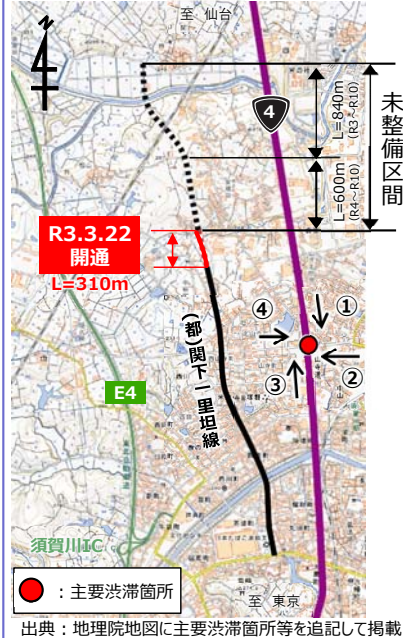 至 仙台
4
L=840m
(R3~R10)
L=600m
(R4~R10)
未整備区間
R3.3.22
開通
L=310m
(都)関下一里坦線
④
①
②
③
E4
須賀川IC
至 東京
:主要渋滞箇所
出典:地理院地図に主要渋滞箇所等を追記して掲載